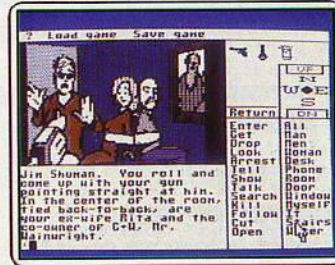 ? Load game Save game
UP
N
W E
S
DN
Return
Enter All
Get Man
Drop Men
Look Woman
Arrest Desk
Tell Phone
Show Gun
Talk Door
Search Window
Kill Myself
Follow It
Cut Stairs
Open
Jim Shuman. You roll and
come up with your gun
pointing straight at him.
In the center of the room,
tied back-to-back, are
your ex-wife Rita and the
co-owner of C+W, Mr.
Wainwright.